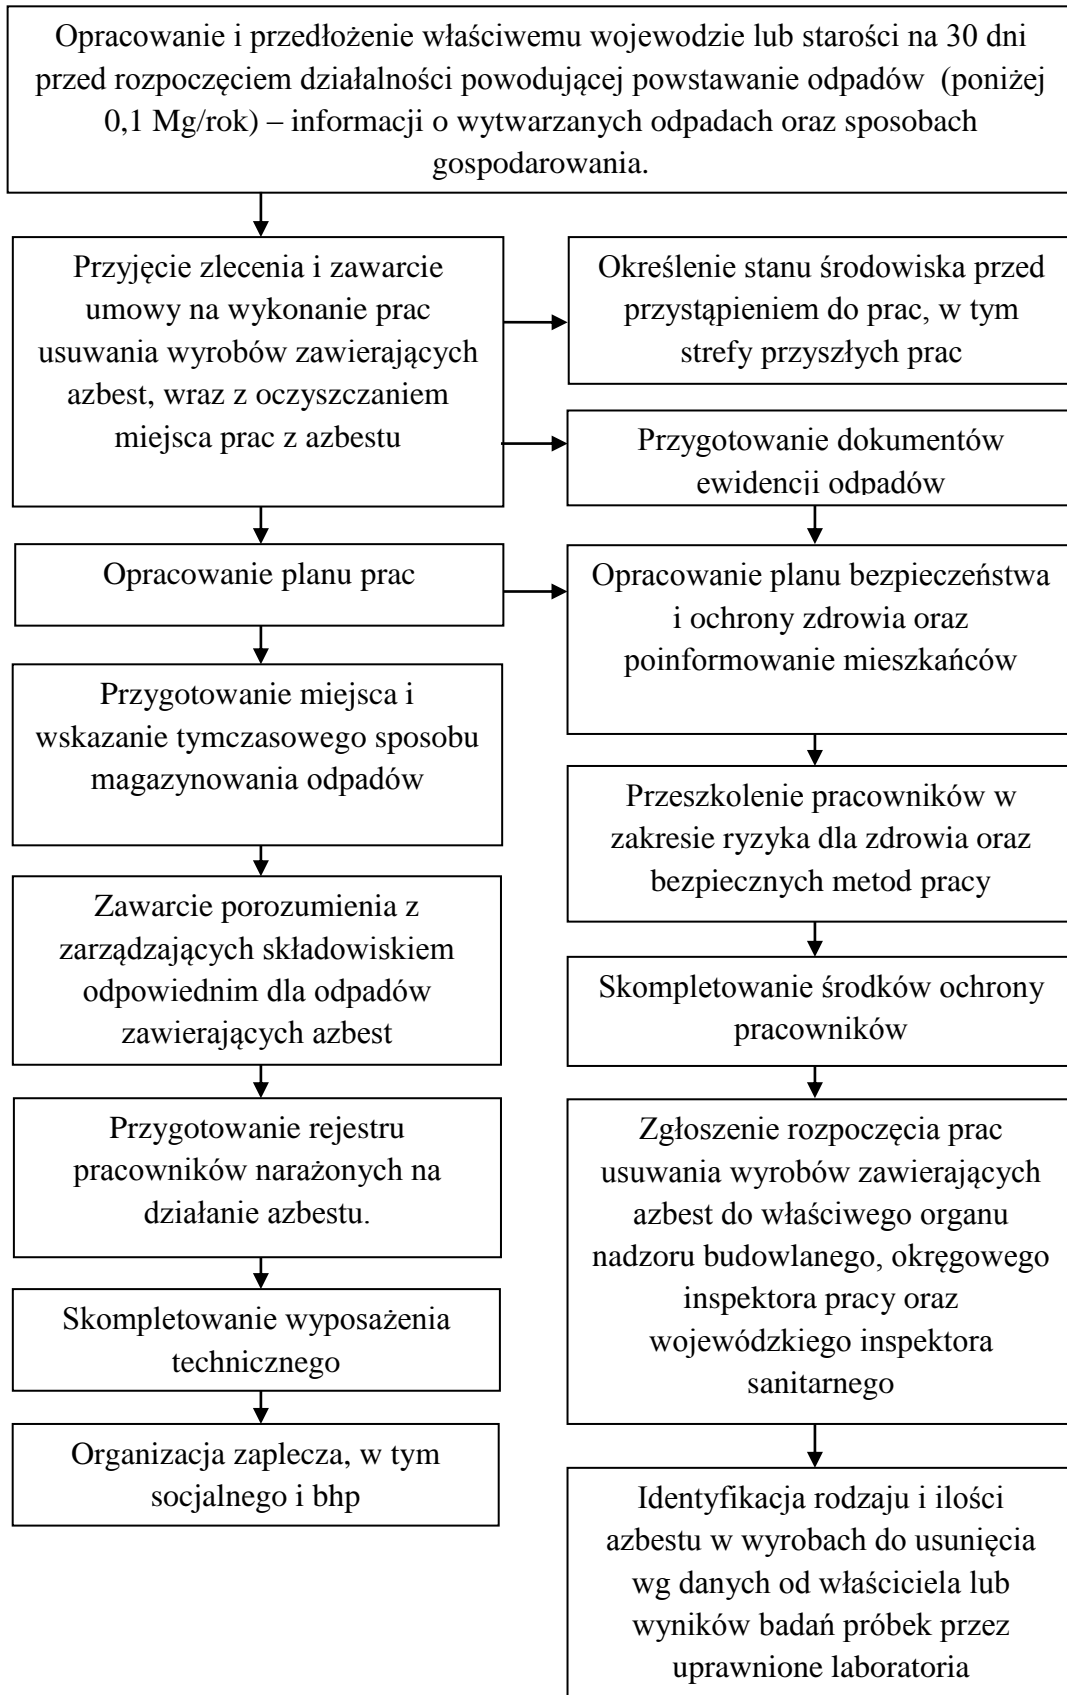 Opracowanie i przedłożenie właściwemu wojewodzie lub starości na 30 dni
przed rozpoczęciem działalności powodującej powstawanie odpadów (poniżej
0,1 Mg/rok) – informacji o wytwarzanych odpadach oraz sposobach
gospodarowania.
Przyjęcie zlecenia i zawarcie
umowy na wykonanie prac
usuwania wyrobów zawierających
azbest, wraz z oczyszczaniem
miejsca prac z azbestu
Określenie stanu środowiska przed
przystąpieniem do prac, w tym
strefy przyszłych prac
Przygotowanie dokumentów
ewidencji odpadów
Opracowanie planu prac
Opracowanie planu bezpieczeństwa
i ochrony zdrowia oraz
poinformowanie mieszkańców
Przygotowanie miejsca i
wskazanie tymczasowego sposobu
magazynowania odpadów
Przeszkolenie pracowników w
zakresie ryzyka dla zdrowia oraz
bezpiecznych metod pracy
Zawarcie porozumienia z
zarządzających składowiskiem
odpowiednim dla odpadów
zawierających azbest
Skompletowanie środków ochrony
pracowników
Przygotowanie rejestru
pracowników narażonych na
działanie azbestu.
Zgłoszenie rozpoczęcia prac
usuwania wyrobów zawierających
azbest do właściwego organu
nadzoru budowlanego, okręgowego
inspektora pracy oraz
wojewódzkiego inspektora
sanitarnego
Skompletowanie wyposażenia
technicznego
Organizacja zaplecza, w tym
socjalnego i bhp
Identyfikacja rodzaju i ilości
azbestu w wyrobach do usunięcia
wg danych od właściciela lub
wyników badań próbek przez
uprawnione laboratoria